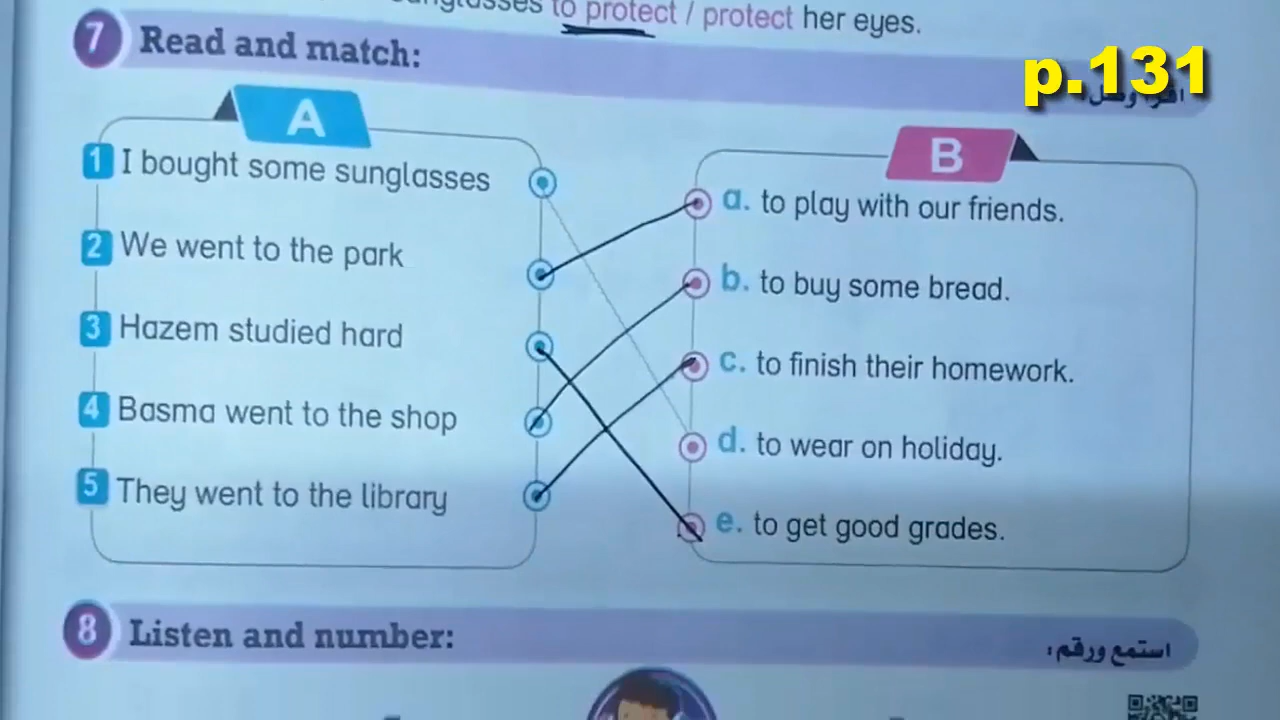 to protect / protect her eyes.
7 Read and match:
p.131
A
1 I bought some sunglasses
2 We went to the park
3 Hazem studied hard
4 Basma went to the shop
5 They went to the library
B
a. to play with our friends.
b. to buy some bread.
c. to finish their homework.
d. to wear on holiday.
e. to get good grades.
8 Listen and number:
استمع ورقم: